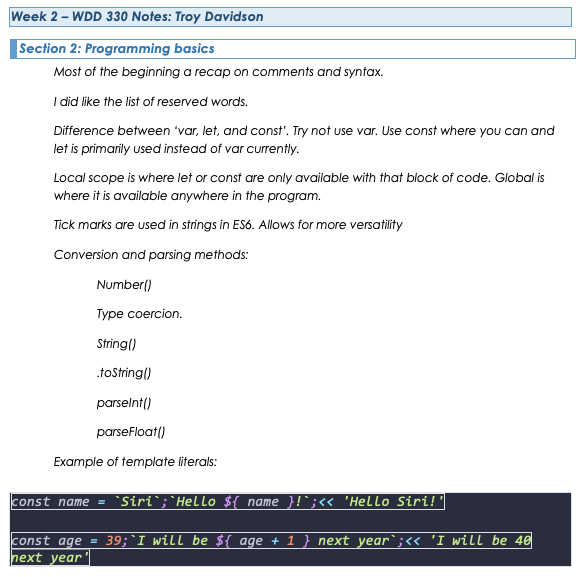 Week 2 – WDD 330 Notes: Troy Davidson
Section 2: Programming basics
Most of the beginning a recap on comments and syntax.
I did like the list of reserved words.
Difference between ‘var, let, and const’. Try not use var. Use const where you can and
let is primarily used instead of var currently.
Local scope is where let or const are only available with that block of code. Global is
where it is available anywhere in the program.
Tick marks are used in strings in ES6. Allows for more versatility
Conversion and parsing methods:
Number()
Type coercion.
String()
.toString()
parseInt()
parseFloat()
Example of template literals:
const name = `Siri`;`Hello ${ name }!`;<< 'Hello Siri!'
const age = 39;`I will be ${ age + 1 } next year`;<< 'I will be 40
next year'